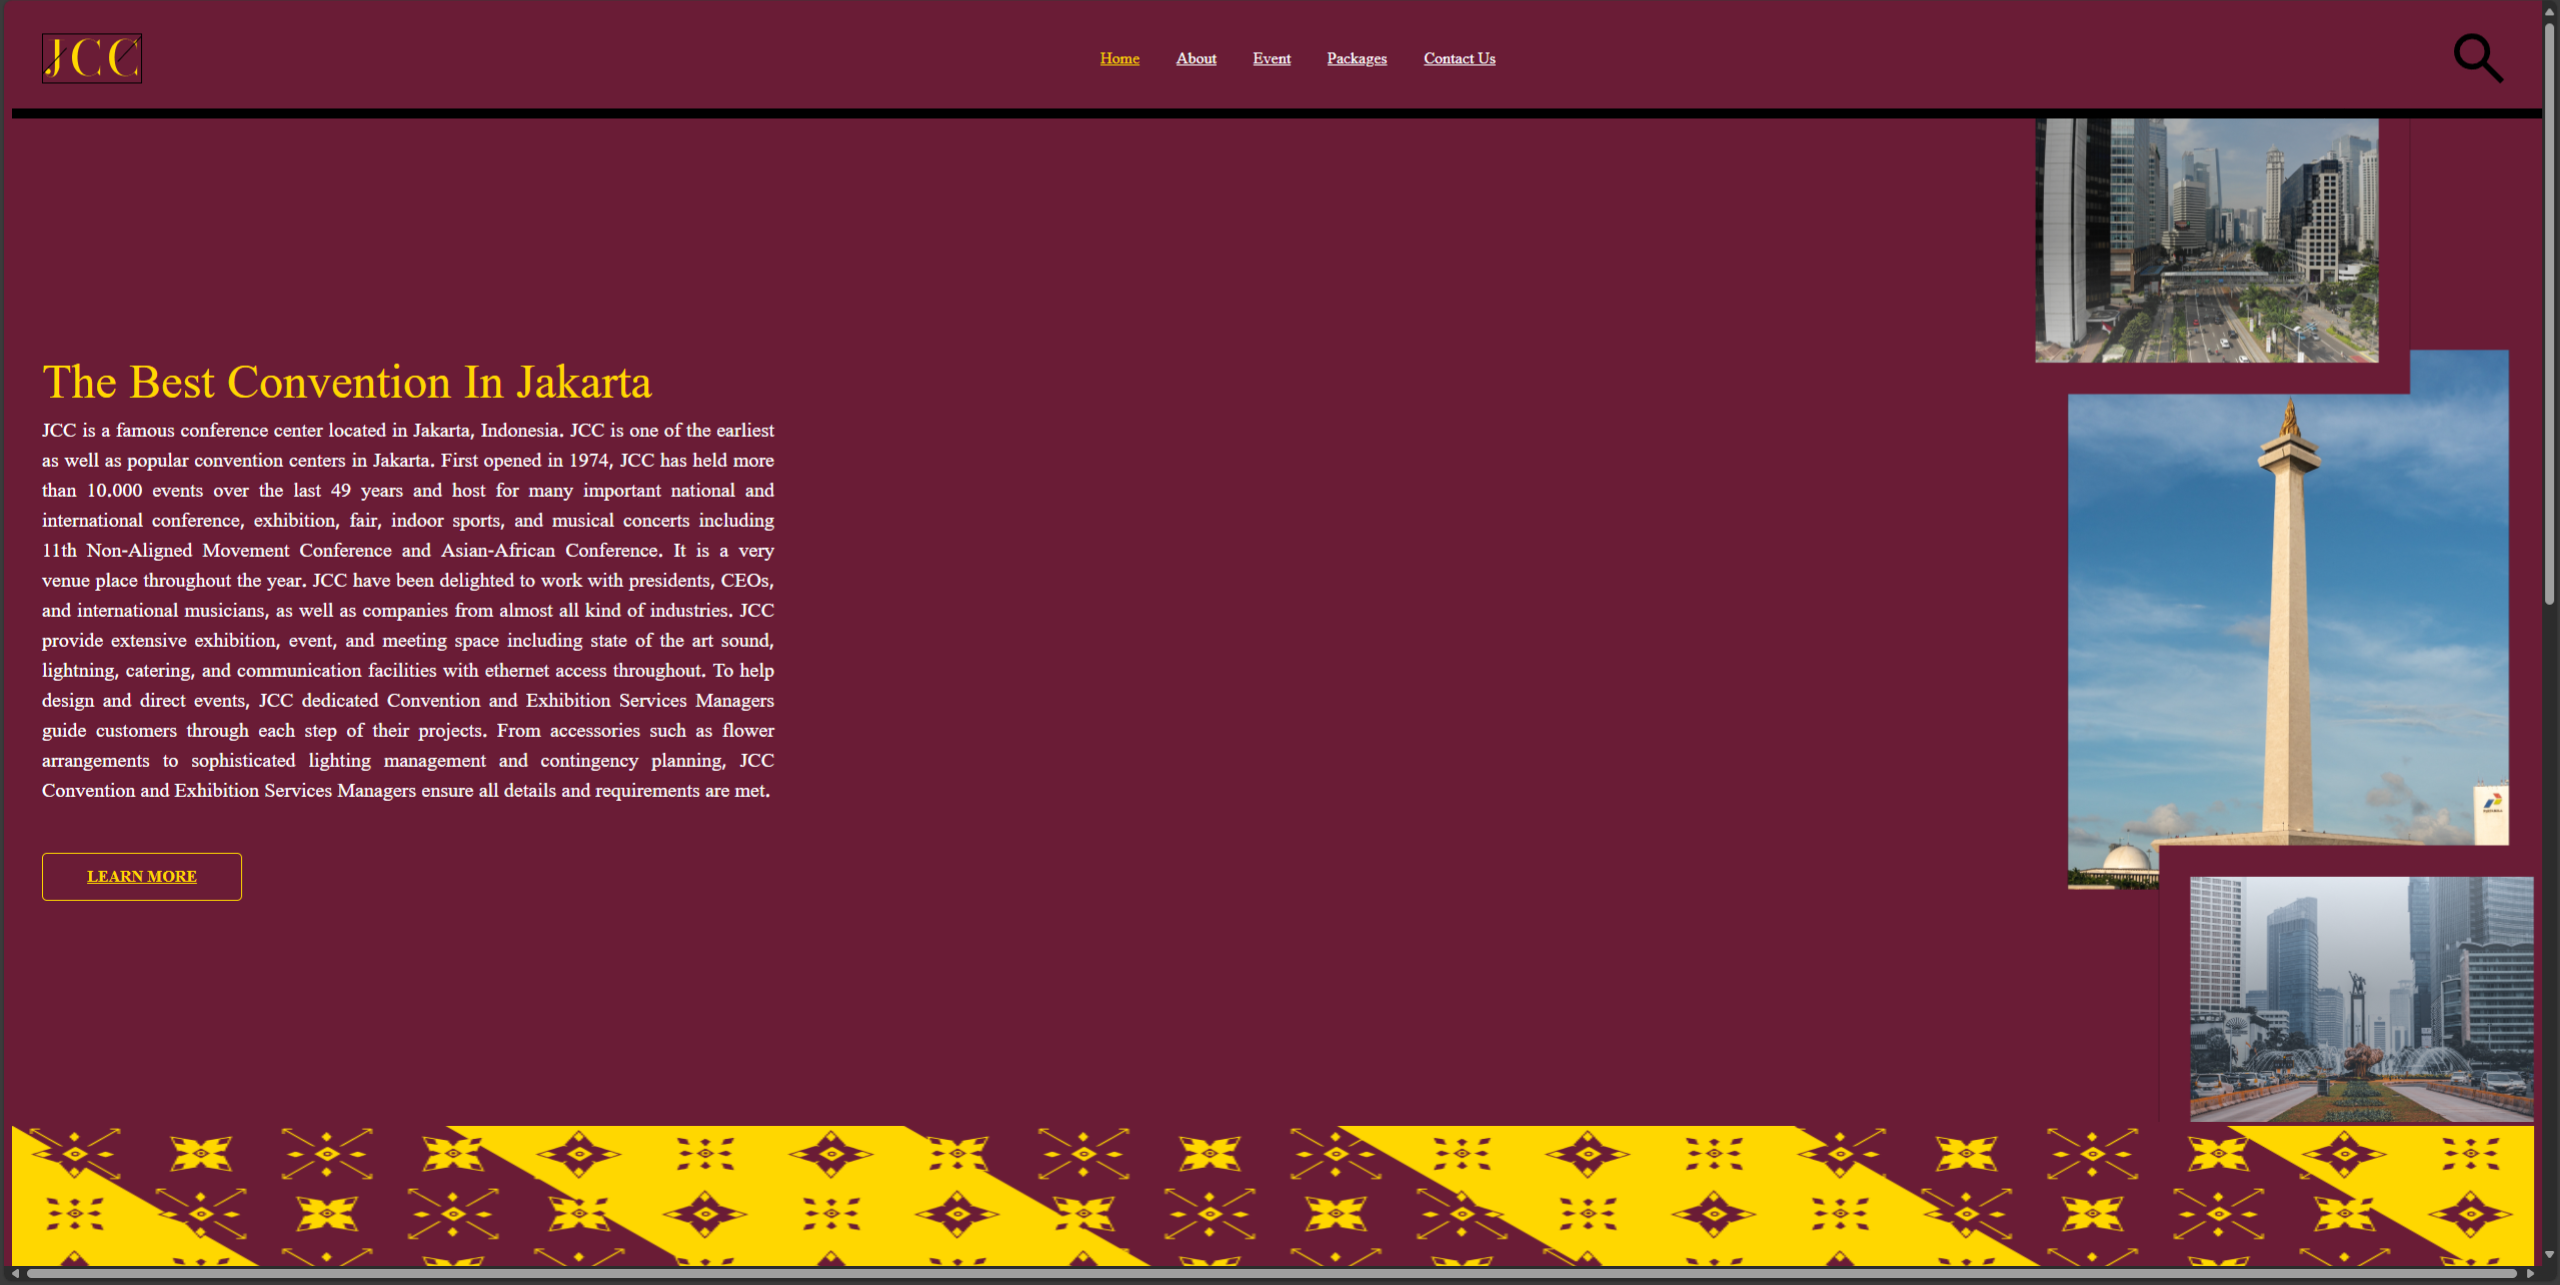 JCC
Home About Event Packages Contact Us
The Best Convention In Jakarta
JCC is a famous conference center located in Jakarta, Indonesia. JCC is one of the earliest
as well as popular convention centers in Jakarta. First opened in 1974, JCC has held more
than 10.000 events over the last 49 years and host for many important national and
international conference, exhibition, fair, indoor sports, and musical concerts including
11th Non-Aligned Movement Conference and Asian-African Conference. It is a very
venue place throughout the year. JCC have been delighted to work with presidents, CEOs,
and international musicians, as well as companies from almost all kind of industries. JCC
provide extensive exhibition, event, and meeting space including state of the art sound,
lightning, catering, and communication facilities with ethernet access throughout. To help
design and direct events, JCC dedicated Convention and Exhibition Services Managers
guide customers through each step of their projects. From accessories such as flower
arrangements to sophisticated lighting management and contingency planning, JCC
Convention and Exhibition Services Managers ensure all details and requirements are met.
LEARN MORE